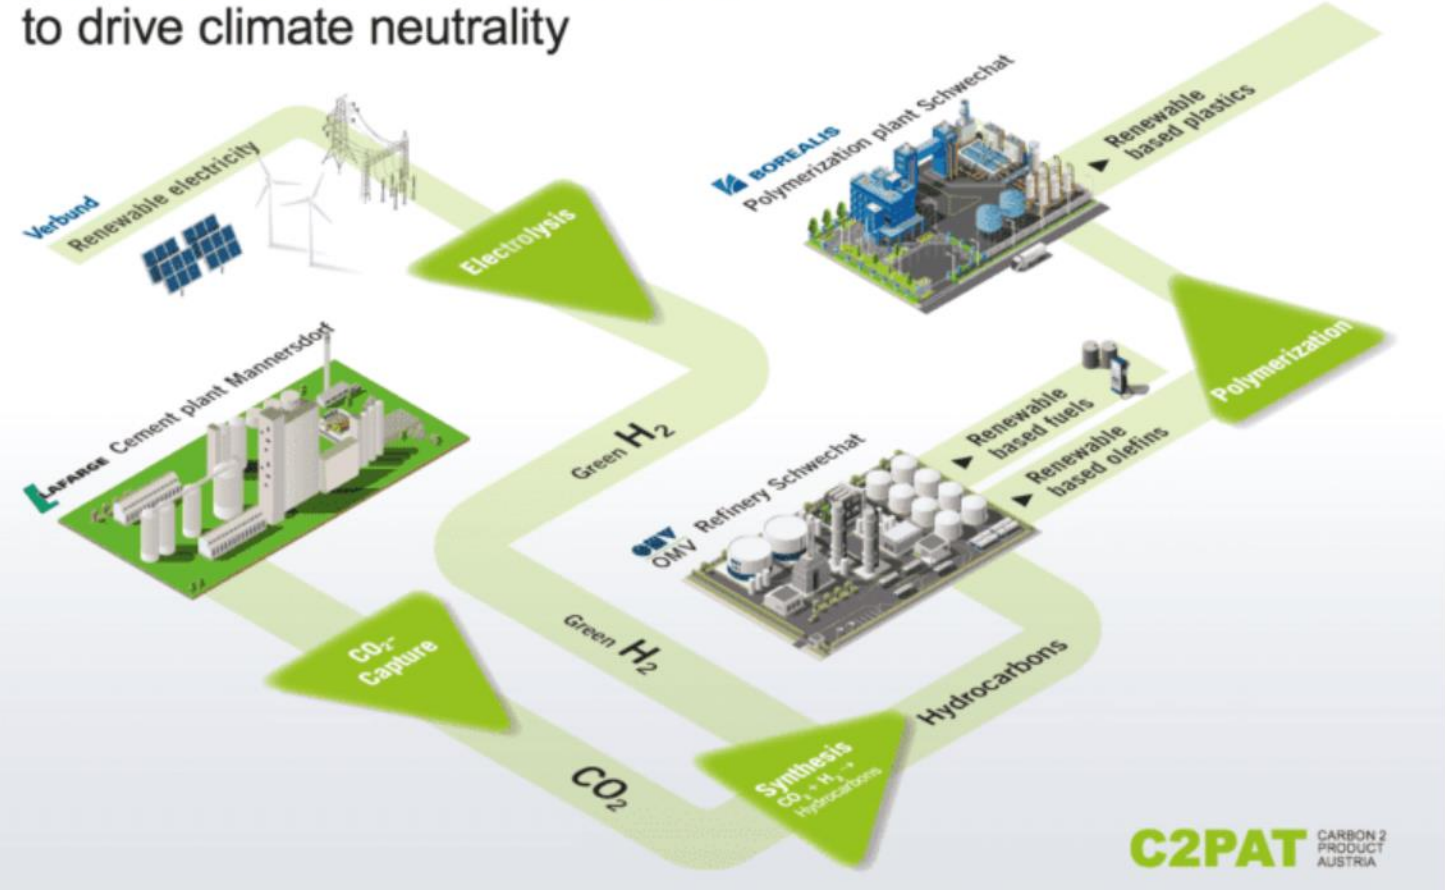 to drive climate neutrality
Verbund
Renewable electricity
Electrolysis
BOREALIS
Polymerization plant Schwechat
Renewable
based plastics
LAFARGE Cement plant Mannersdorf
Green H₂
Polymerization
Renewable
based fuels
Renewable
based olefins
OMV
OMV Refinery Schwechat
CO₂-
Capture
Green H₂
Hydrocarbons
CO₂
Synthesis
CO₂ + H₂ →
Hydrocarbons
C2PAT
CARBON 2
PRODUCT
AUSTRIA